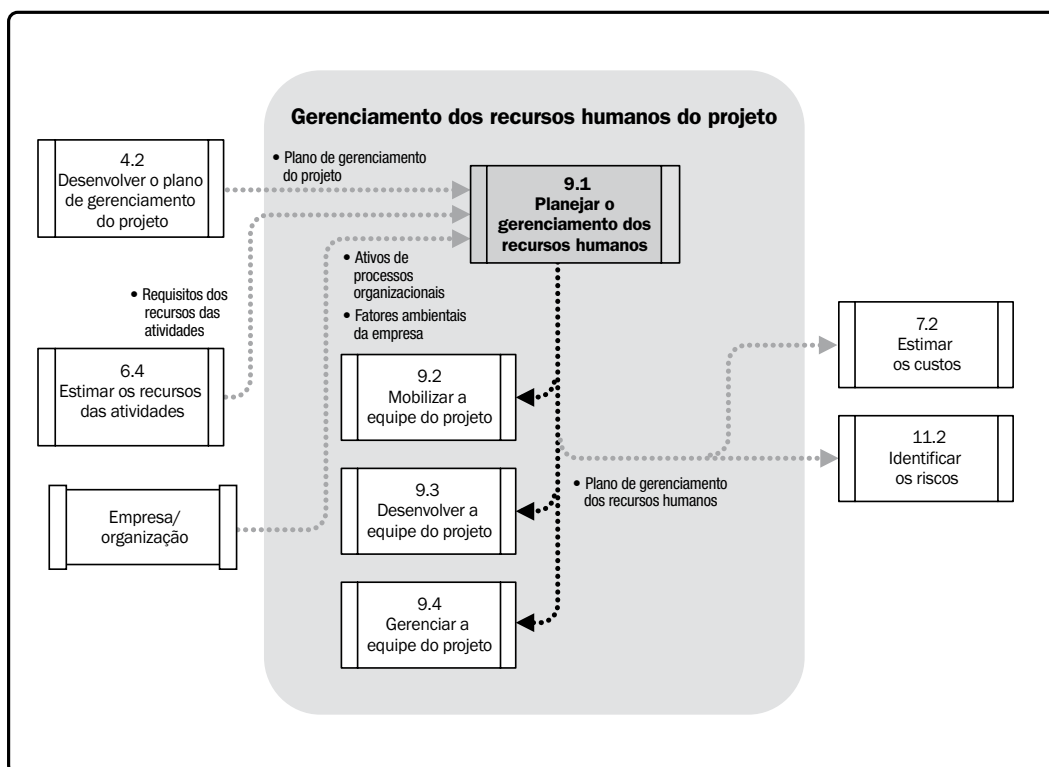 Gerenciamento dos recursos humanos do projeto
4.2
Desenvolver o plano
de gerenciamento
do projeto
• Plano de gerenciamento
do projeto
9.1
Planejar o
gerenciamento dos
recursos humanos
• Ativos de
processos
organizacionais
• Fatores ambientais
da empresa
• Requisitos dos
recursos das
atividades
6.4
Estimar os recursos
das atividades
9.2
Mobilizar a
equipe do projeto
7.2
Estimar
os custos
11.2
Identificar
os riscos
• Plano de gerenciamento
dos recursos humanos
Empresa/
organização
9.3
Desenvolver a
equipe do projeto
9.4
Gerenciar a
equipe do projeto